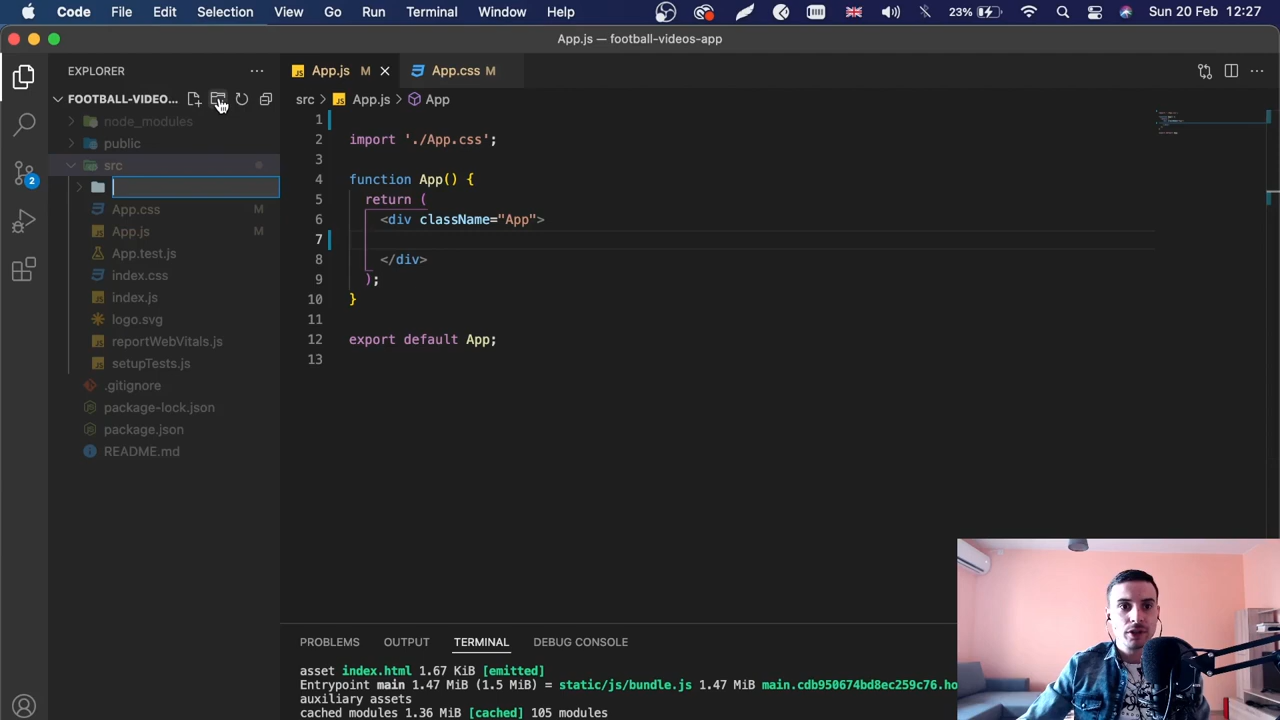 Code File Edit Selection View Go Run Terminal Window Help 23% Sun 20 Feb 12:27
App.js — football-videos-app
EXPLORER
App.js M
App.css M
FOOTBALL-VIDEO...
src App.js App
node_modules
public
src
App.css M
App.js M
App.test.js
index.css
index.js
logo.svg
reportWebVitals.js
setupTests.js
.gitignore
package-lock.json
package.json
README.md
2
1
2 import './App.css';
3
4 function App() {
5 return (
6 <div className="App">
7
8 </div>
9 );
10 }
11
12 export default App;
13
PROBLEMS OUTPUT TERMINAL DEBUG CONSOLE
asset index.html 1.67 KiB [emitted]
Entrypoint main 1.47 MiB (1.5 MiB) = static/js/bundle.js 1.47 MiB main.cdb950674bd8ec259c76.ho
auxiliary assets
cached modules 1.36 MiB [cached] 105 modules